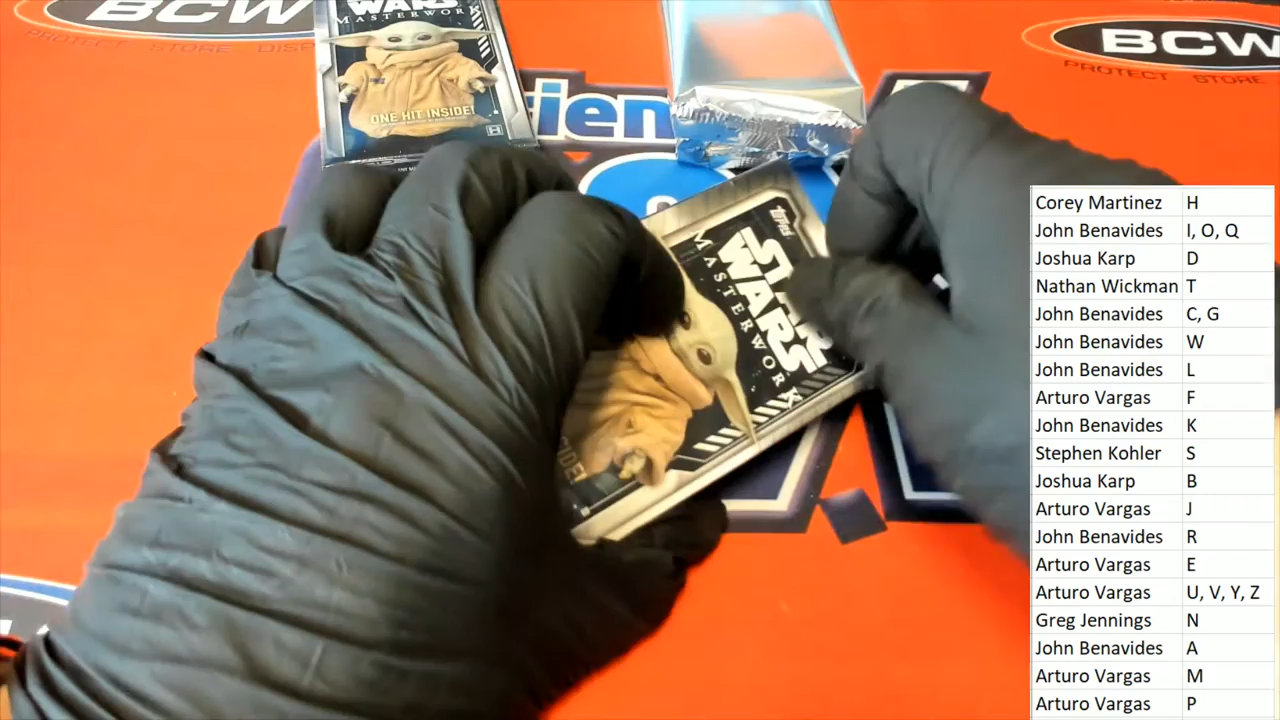 BCW
PROTECT STORE DISP
WARS
MASTERWORK
ONE HIT INSIDE!
rien
BCW
PROTECT STORE
topps
STAR
WARS
MASTERWORK
SIDE!
Corey Martinez H
John Benavides I, O, Q
Joshua Karp D
Nathan Wickman T
John Benavides C, G
John Benavides W
John Benavides L
Arturo Vargas F
John Benavides K
Stephen Kohler S
Joshua Karp B
Arturo Vargas J
John Benavides R
Arturo Vargas E
Arturo Vargas U, V, Y, Z
Greg Jennings N
John Benavides A
Arturo Vargas M
Arturo Vargas P